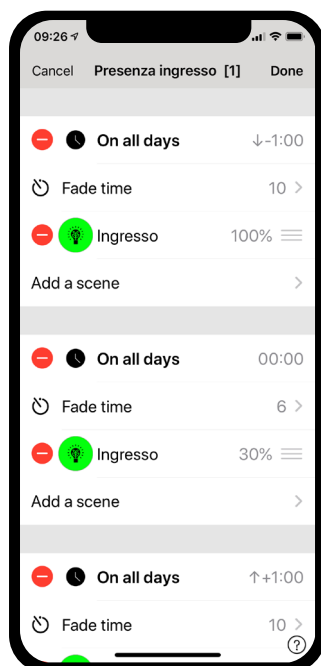 09:26
Cancel Presenza ingresso [1] Done
On all days ↓-1:00
Fade time 10 >
Ingresso 100%
Add a scene >
On all days 00:00
Fade time 6 >
Ingresso 30%
Add a scene >
On all days ↑+1:00
Fade time 10 >
?